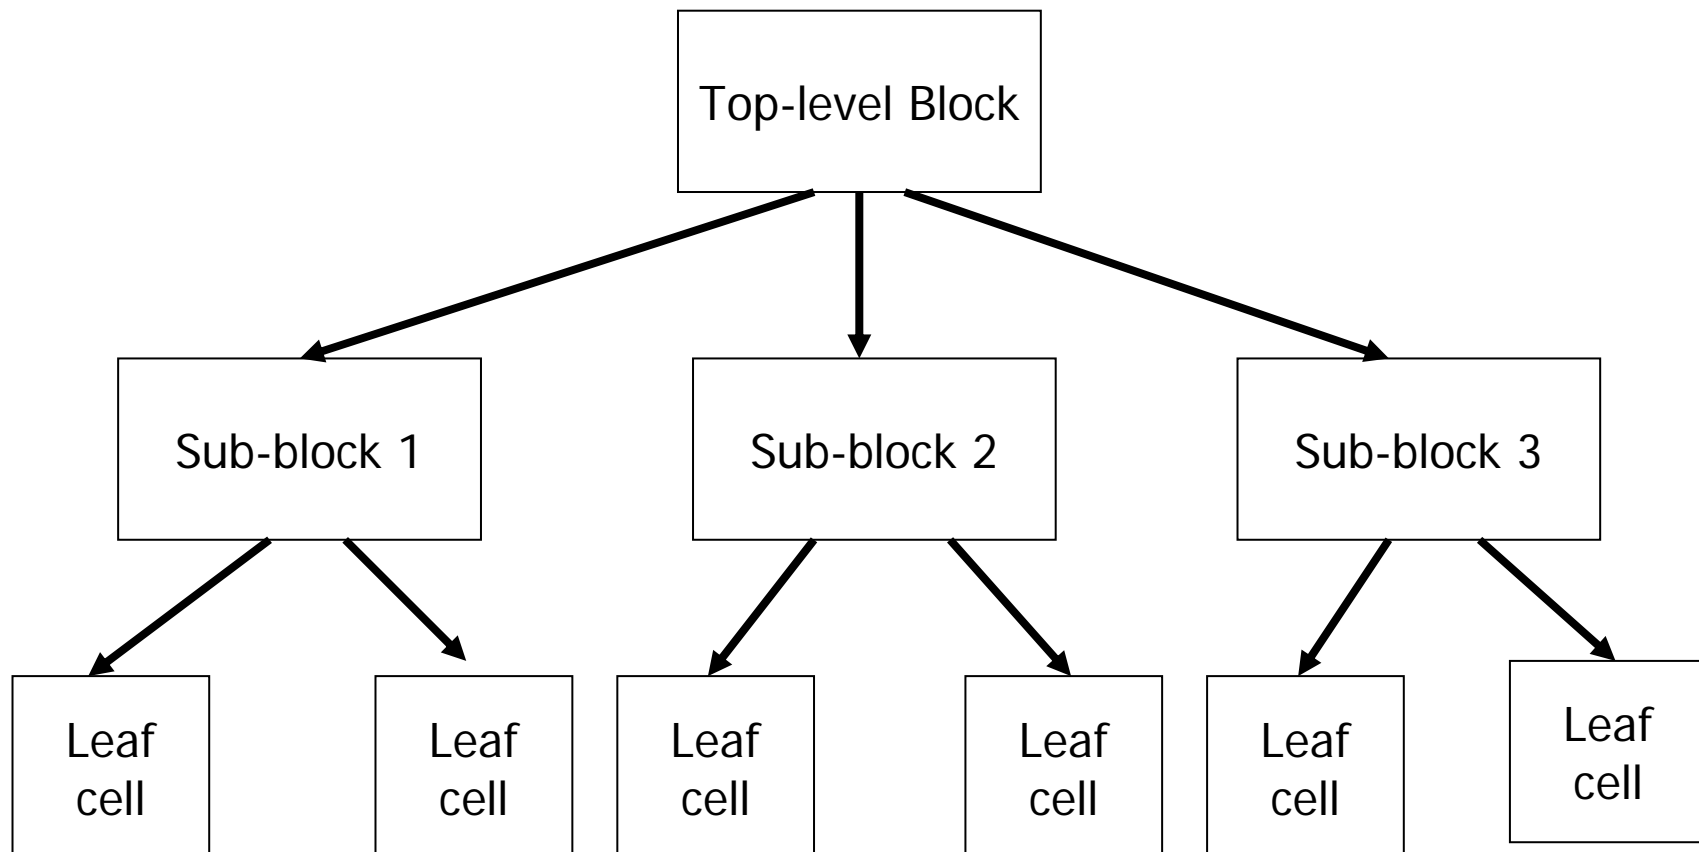 Top-level Block
Sub-block 1
Sub-block 2
Sub-block 3
Leaf
cell
Leaf
cell
Leaf
cell
Leaf
cell
Leaf
cell
Leaf
cell